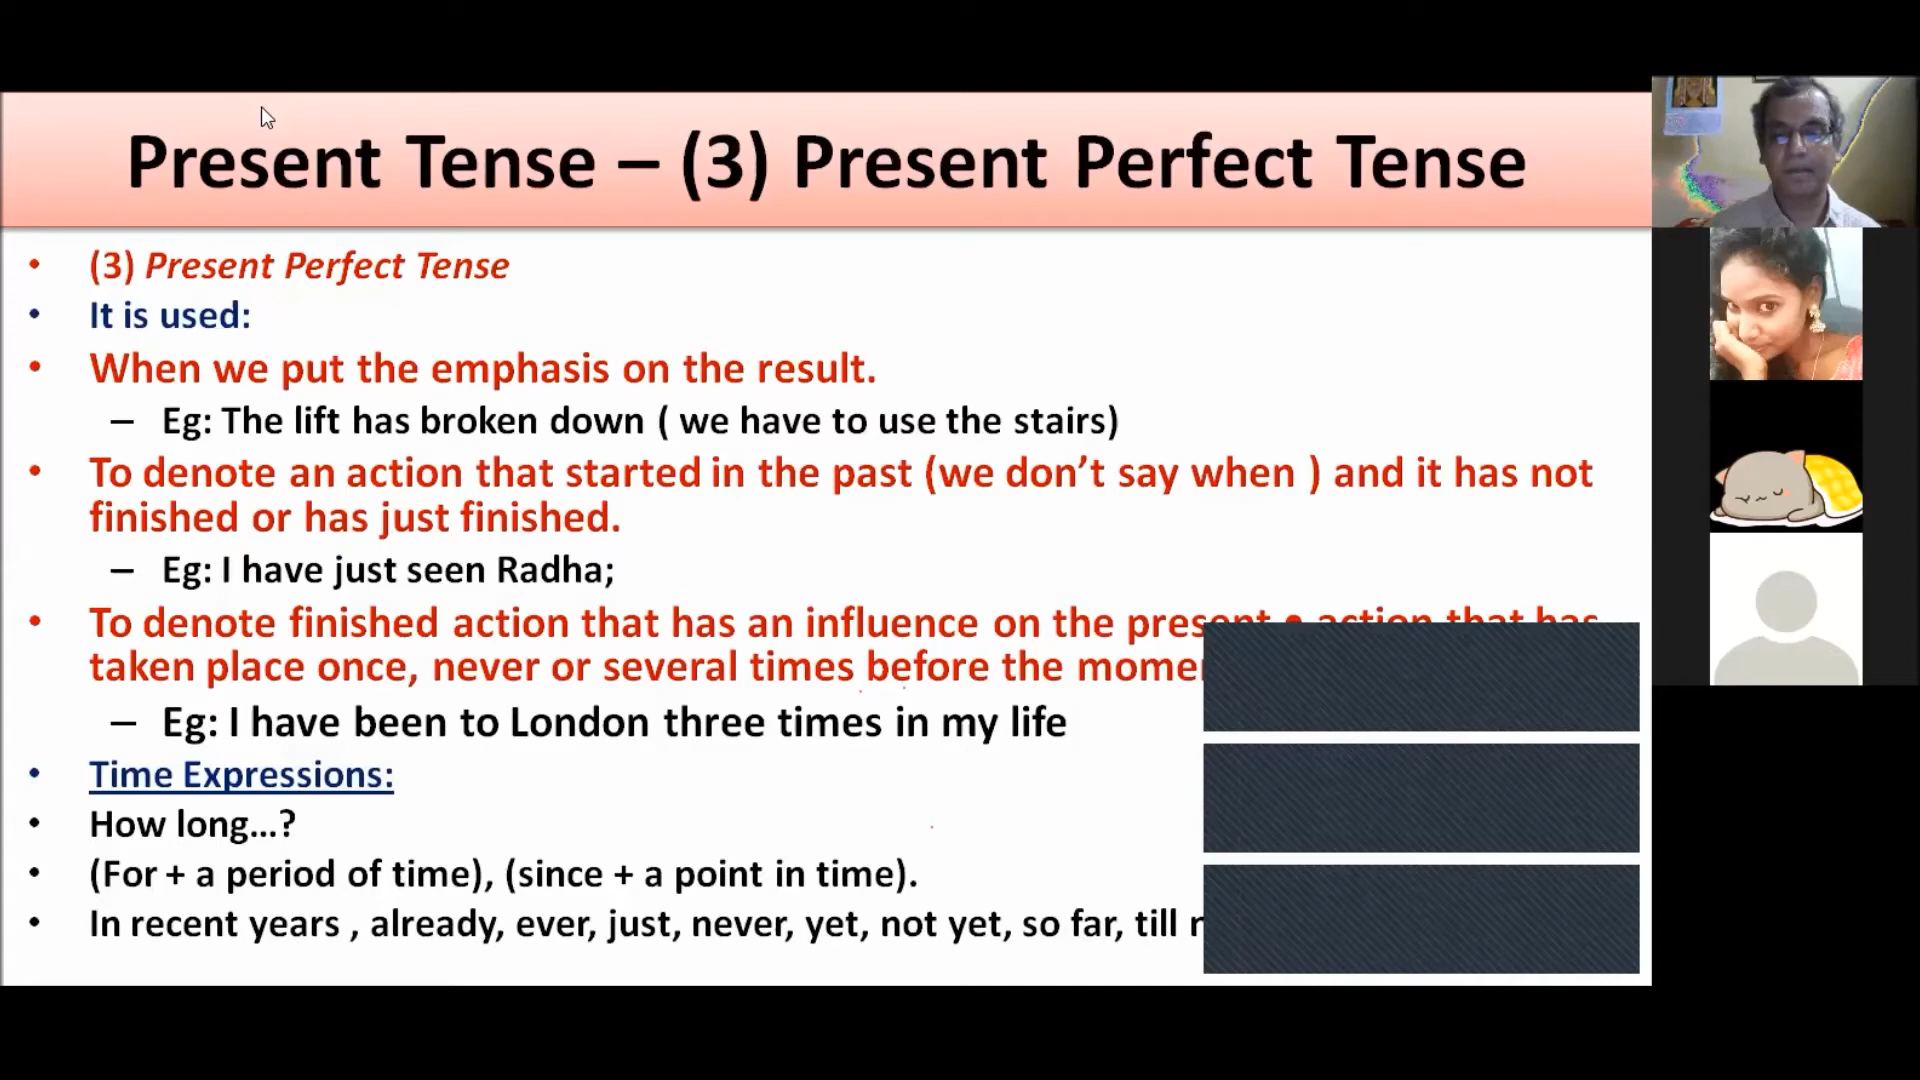 Present Tense – (3) Present Perfect Tense
• (3) Present Perfect Tense
• It is used:
• When we put the emphasis on the result.
– Eg: The lift has broken down ( we have to use the stairs)
• To denote an action that started in the past (we don’t say when ) and it has not
finished or has just finished.
– Eg: I have just seen Radha;
• To denote finished action that has an influence on the present • action that has
taken place once, never or several times before the
– Eg: I have been to London three times in my life
• Time Expressions:
• How long...?
• (For + a period of time), (since + a point in time).
• In recent years , already, ever, just, never, yet, not yet, so far, till